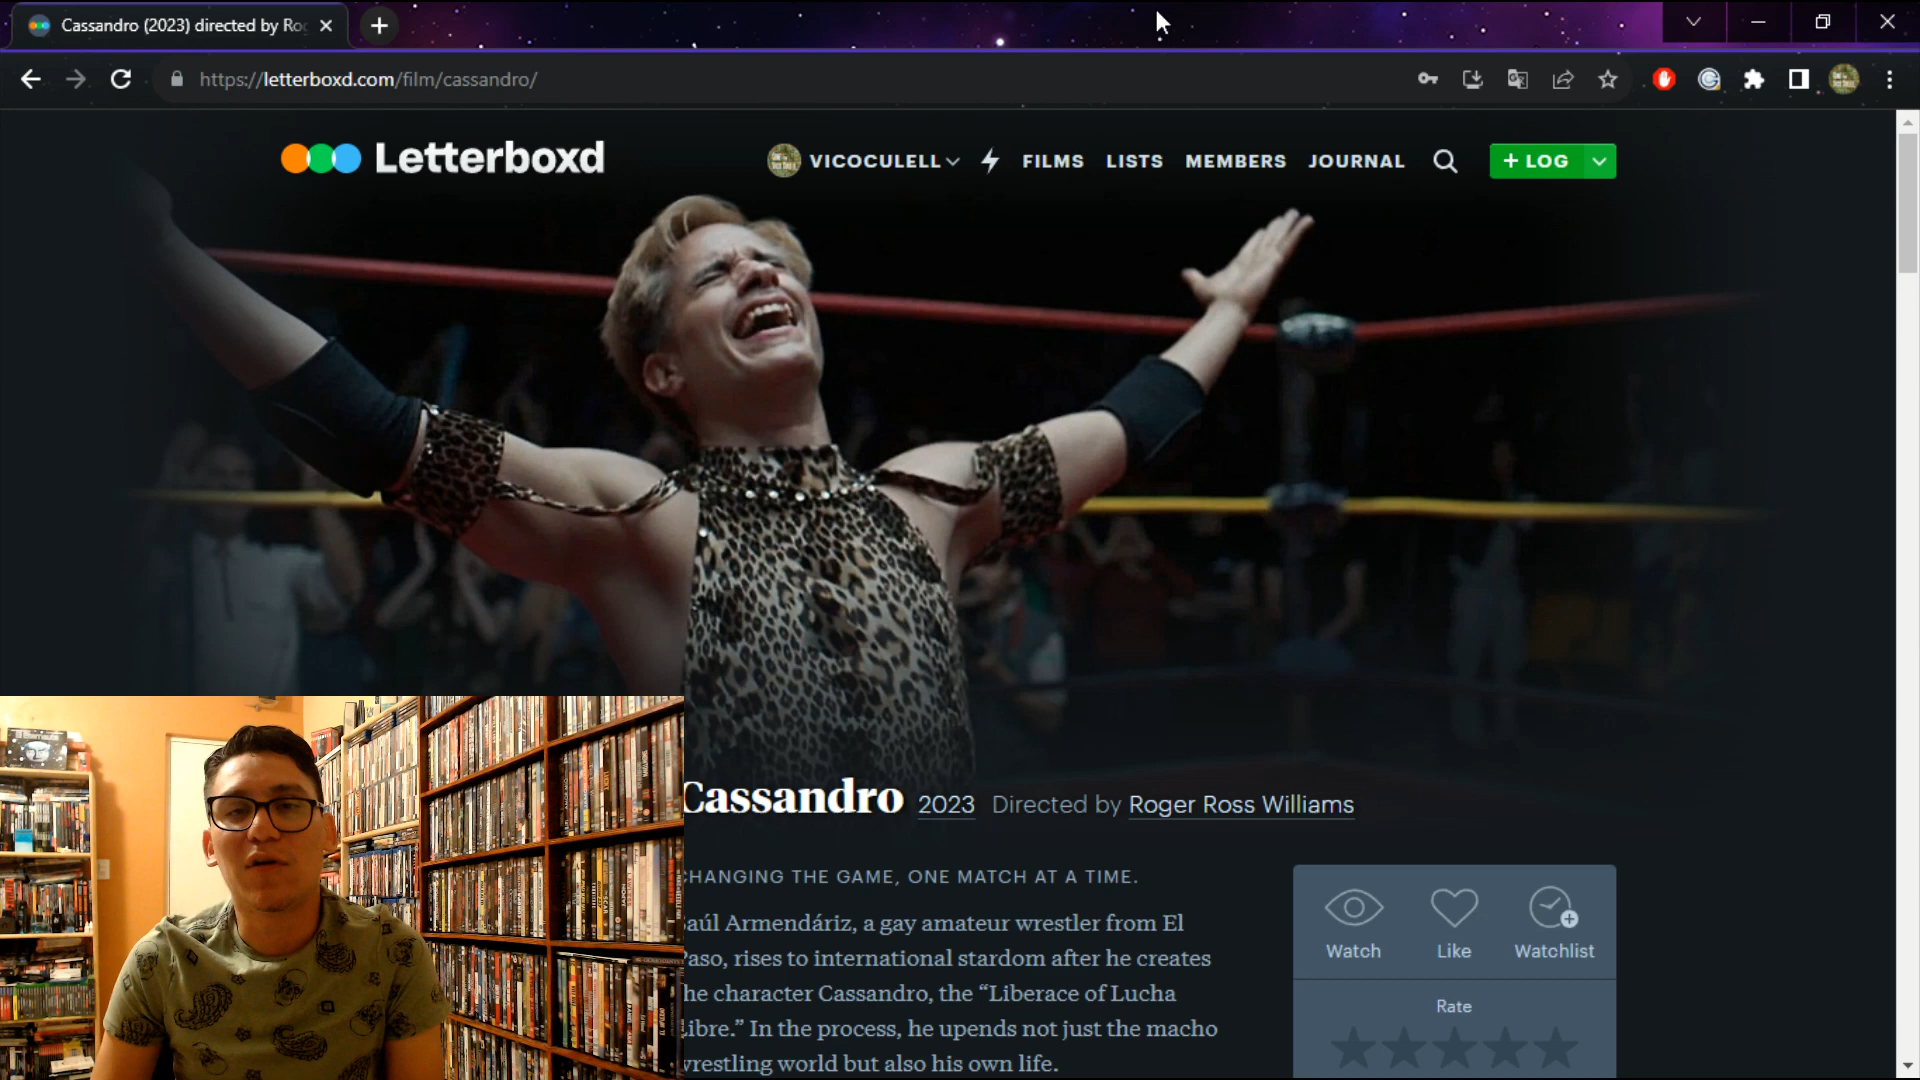 Cassandro (2023) directed by Ro
https://letterboxd.com/film/cassandro/
Letterboxd
VICOCULELL
FILMS
LISTS
MEMBERS
JOURNAL
+ LOG
Cassandro 2023 Directed by Roger Ross Williams
HANGING THE GAME, ONE MATCH AT A TIME.
aúl Armendáriz, a gay amateur wrestler from El
aso, rises to international stardom after he creates
he character Cassandro, the “Liberace of Lucha
ibre.” In the process, he upends not just the macho
wrestling world but also his own life.
Watch
Like
Watchlist
Rate